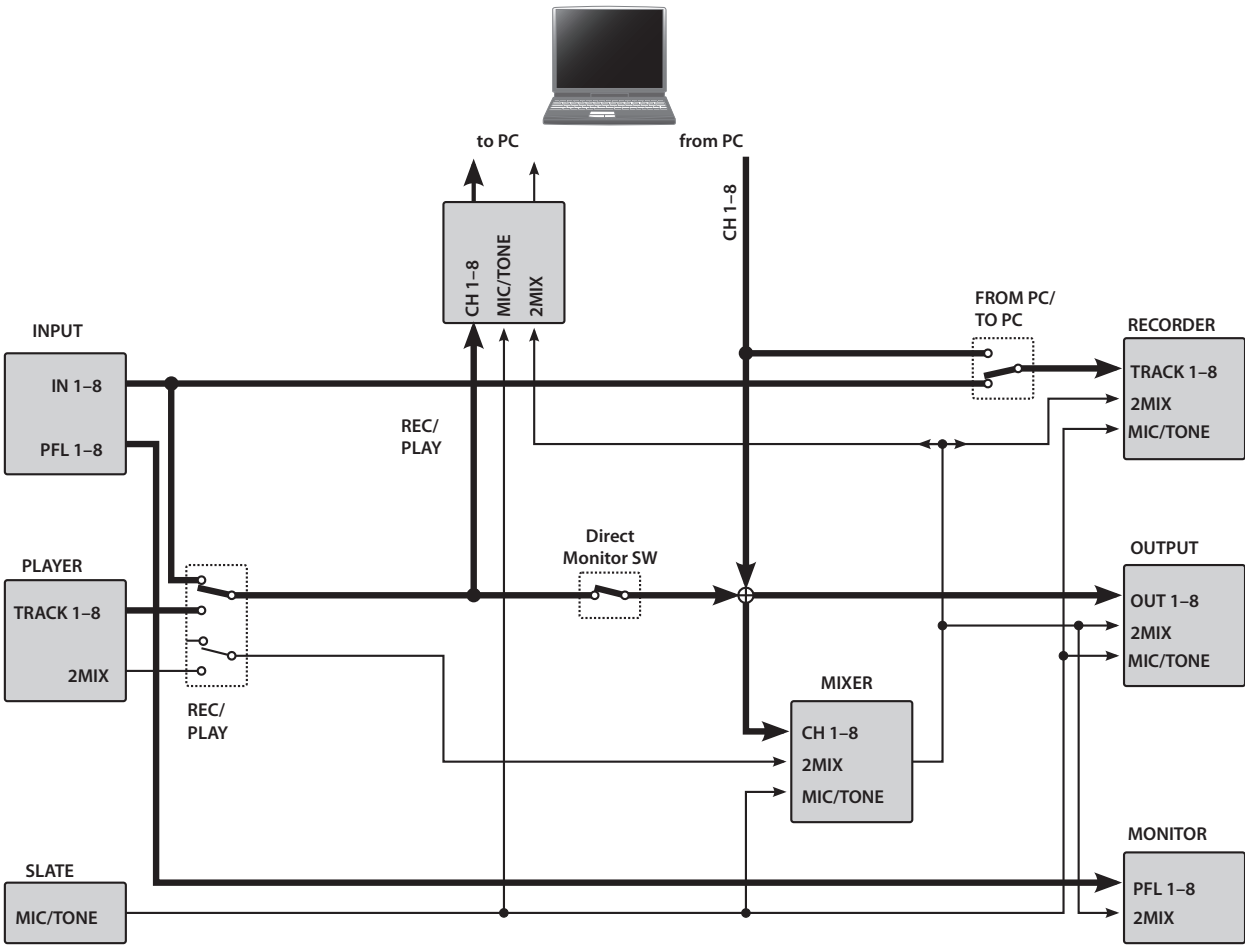 to PC
from PC
CH 1–8
CH 1–8
MIC/TONE
2MIX
FROM PC/
TO PC
INPUT
IN 1–8
PFL 1–8
REC/
PLAY
RECORDER
TRACK 1–8
2MIX
MIC/TONE
Direct
Monitor SW
PLAYER
TRACK 1–8
2MIX
REC/
PLAY
OUTPUT
OUT 1–8
2MIX
MIC/TONE
MIXER
CH 1–8
2MIX
MIC/TONE
SLATE
MIC/TONE
MONITOR
PFL 1–8
2MIX